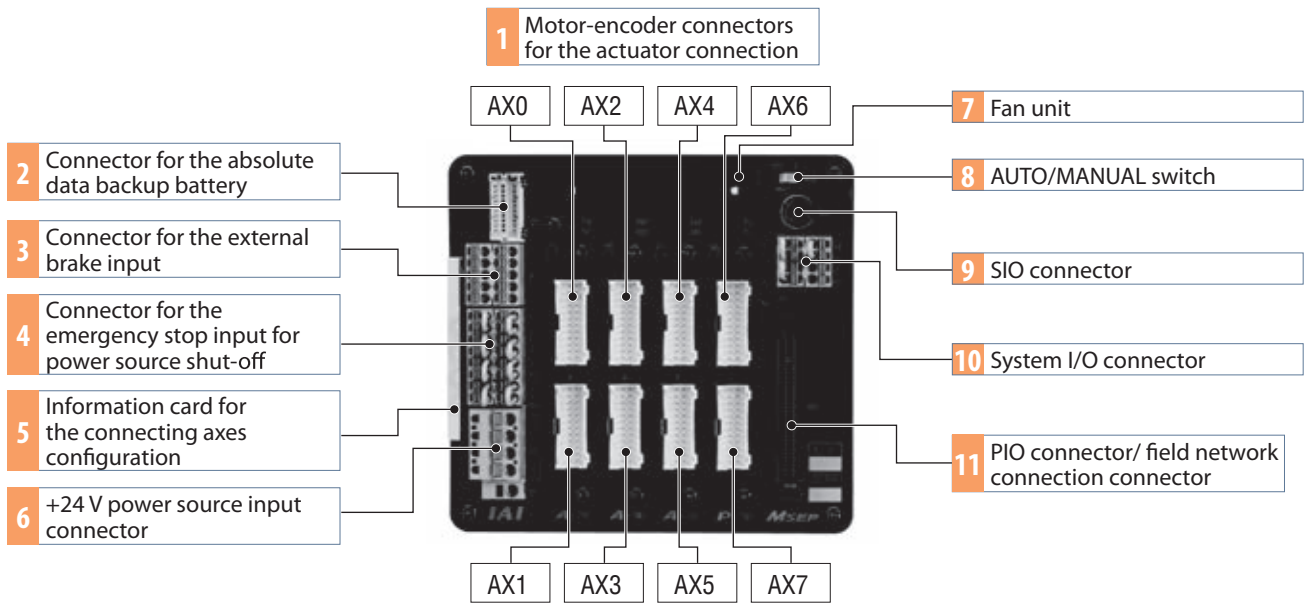 1 Motor-encoder connectors
for the actuator connection
AX0 AX2 AX4 AX6
2 Connector for the absolute
data backup battery
3 Connector for the external
brake input
4 Connector for the
emergency stop input for
power source shut-off
5 Information card for
the connecting axes
configuration
6 +24 V power source input
connector
7 Fan unit
8 AUTO/MANUAL switch
9 SIO connector
10 System I/O connector
11 PIO connector/ field network
connection connector
IAI
MSEP
AX1 AX3 AX5 AX7